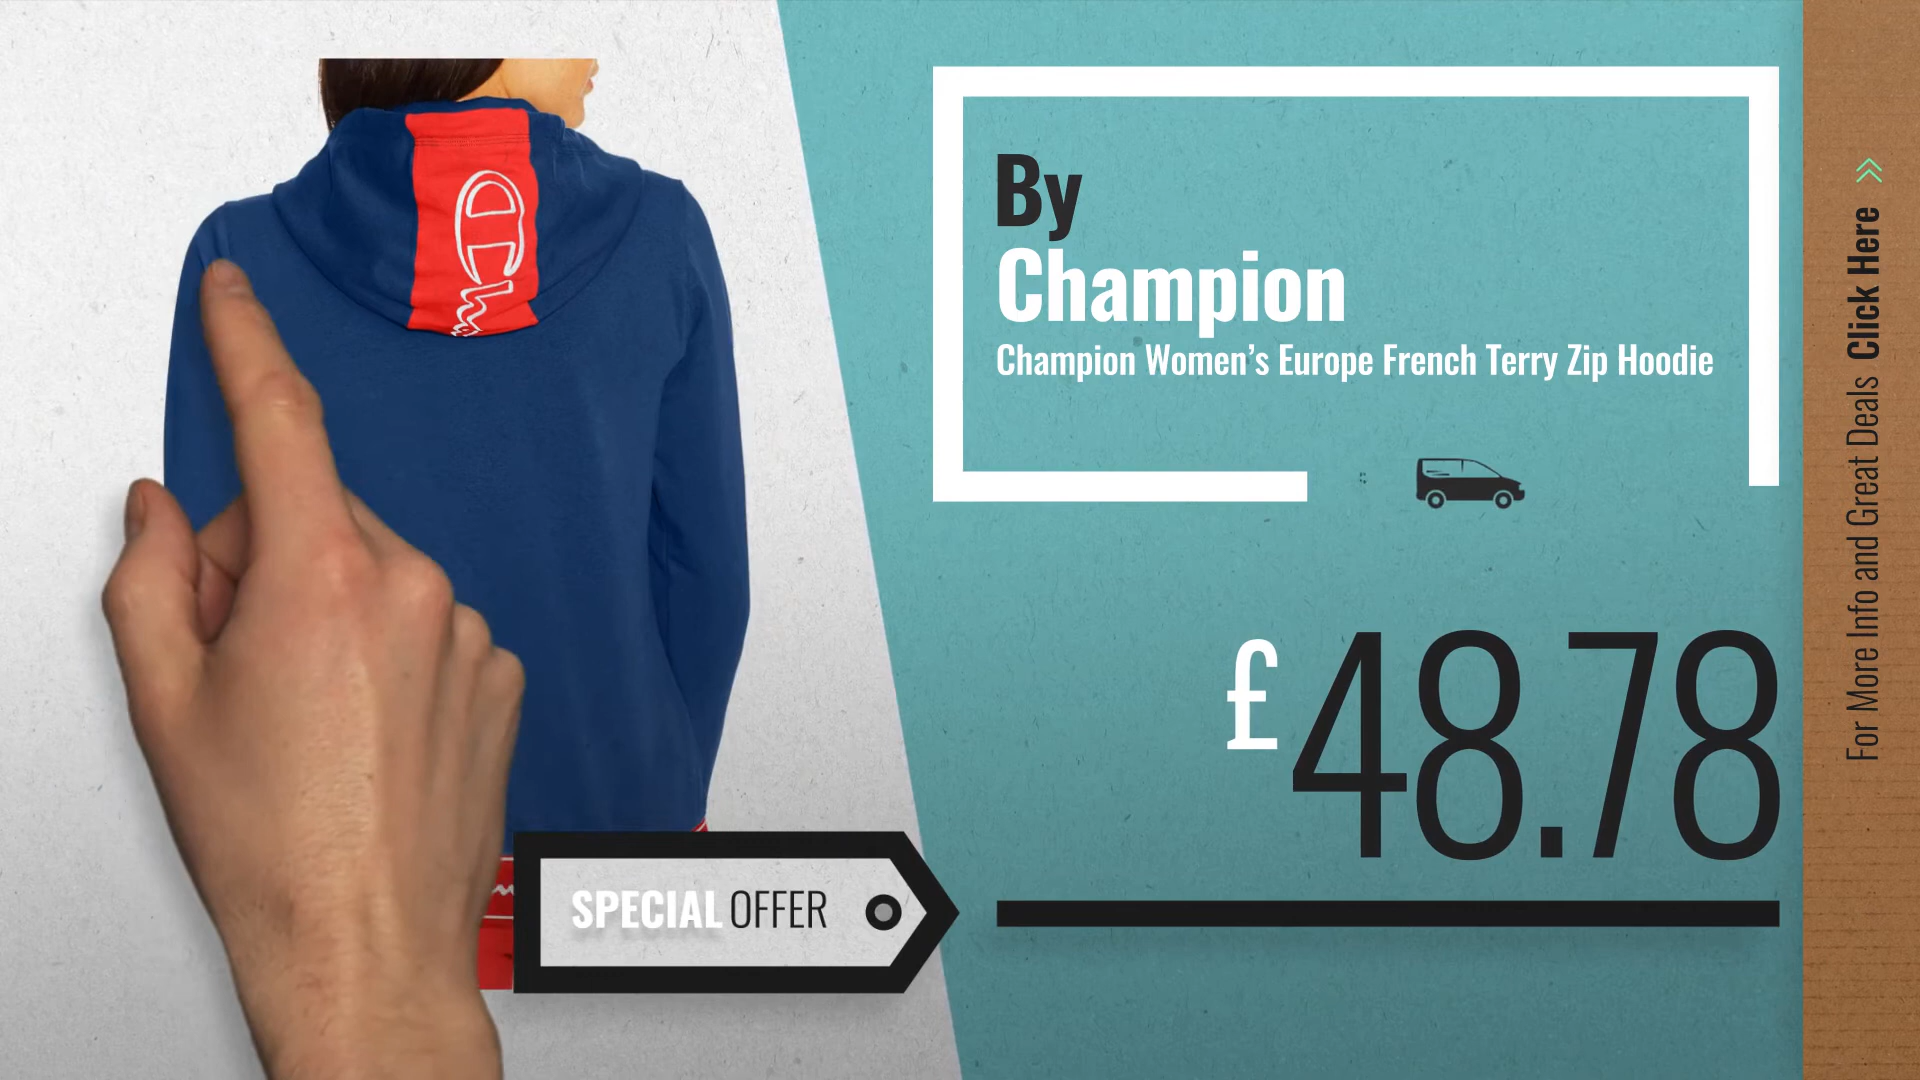 By
Champion
Champion Women's Europe French Terry Zip Hoodie
£48.78
SPECIAL OFFER
For More Info and Great Deals Click Here